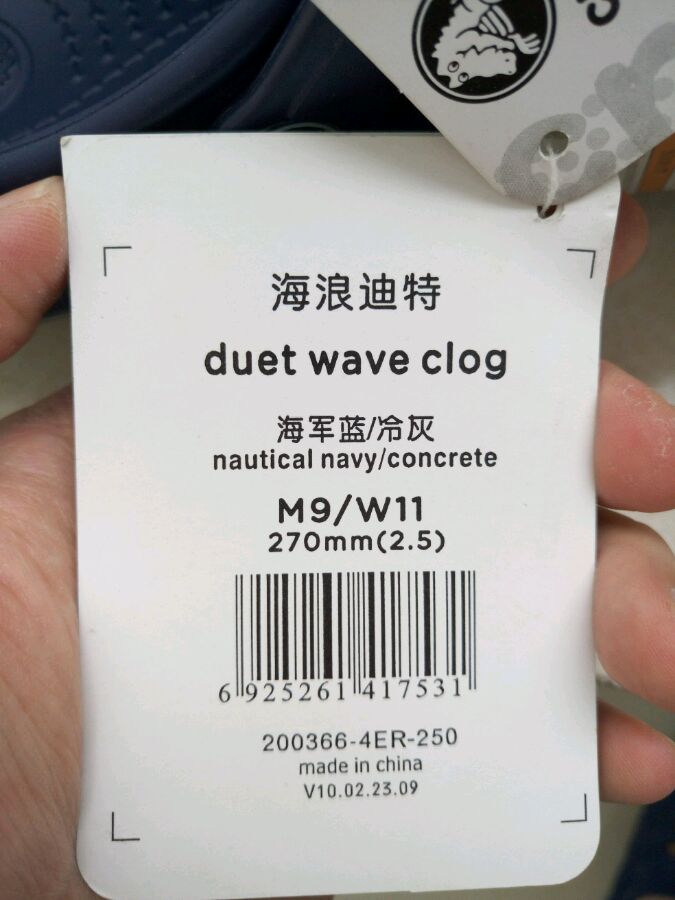 海浪迪特
duet wave clog
海军蓝/冷灰
nautical navy/concrete
M9/W11
270mm(2.5)
6 925261 417531
200366-4ER-250
made in china
V10.02.23.09